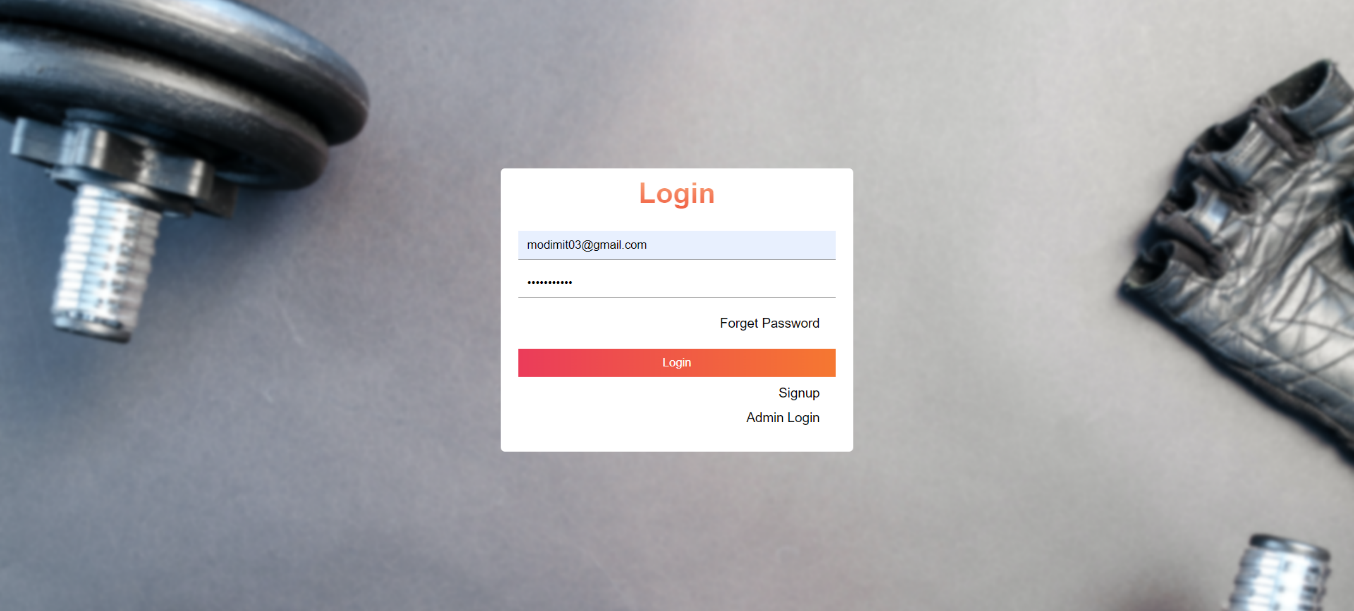 Login
modimit03@gmail.com
•••••••••••
Forget Password
Login
Signup
Admin Login